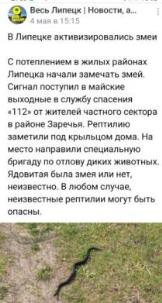 Весь Липецк | Новости, а...
4 мая в 15:15
В Липецке активизировались змеи
С потеплением в жилых районах
Липецка начали замечать змей.
Сигнал поступил в майские
выходные в службу спасения
«112» от жителей частного сектора
в районе Заречья. Рептилию
заметили под крыльцом дома. На
место направили специальную
бригаду по отлову диких животных.
Ядовитая была змея или нет,
неизвестно. В любом случае,
неизвестные рептилии могут быть
опасны.